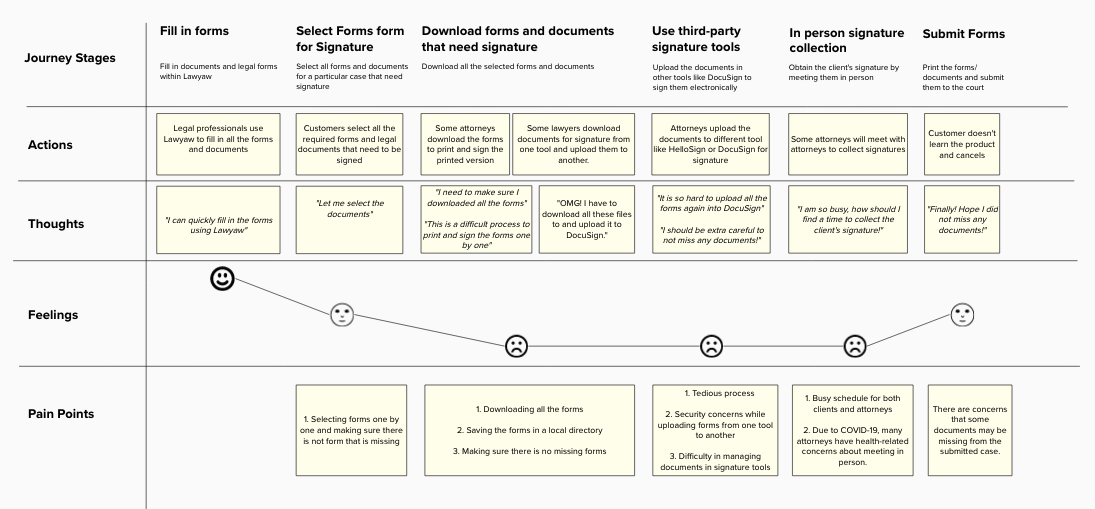 Journey Stages
Fill in forms
Fill in documents and legal forms
within Lawyaw
Select Forms form
for Signature
Select all forms and documents
for a particular case that need
signature
Download forms and documents
that need signature
Download all the selected forms and documents
Use third-party
signature tools
Upload the documents in
other tools like DocuSign to
sign them electronically
In person signature
collection
Obtain the client's signature by
meeting them in person
Submit Forms
Print the forms/
documents and submit
them to the court
Actions
Legal professionals use
Lawyaw to fill in all the forms
and documents
Customers select all the
required forms and legal
documents that need to be
signed
Some attorneys
download the forms
to print and sign the
printed version
Some lawyers download
documents for signature from
one tool and upload them to
another.
Attorneys upload the
documents to different tool
like HelloSign or DocuSign for
signature
Some attorneys will meet with
attorneys to collect signatures
Customer doesn't
learn the product
and cancels
Thoughts
"I can quickly fill in the forms
using Lawyaw"
"Let me select the
documents"
"I need to make sure I
downloaded all the forms"
"This is a difficult process to
print and sign the forms one
by one"
"OMG! I have to
download all these files
to and upload it to
DocuSign."
"It is so hard to upload all the
forms again into DocuSign"
"I should be extra careful to
not miss any documents!"
"I am so busy, how should I
find a time to collect the
client's signature!"
"Finally! Hope I did
not miss any
documents!"
Feelings
Pain Points
1. Selecting forms one by
one and making sure there
is not form that is missing
1. Downloading all the forms
2. Saving the forms in a local directory
3. Making sure there is no missing forms
1. Tedious process
2. Security concerns while
uploading forms from one tool
to another
3. Difficulty in managing
documents in signature tools
1. Busy schedule for both
clients and attorneys
2. Due to COVID-19, many
attorneys have health-related
concerns about meeting in
person.
There are concerns
that some
documents may be
missing from the
submitted case.